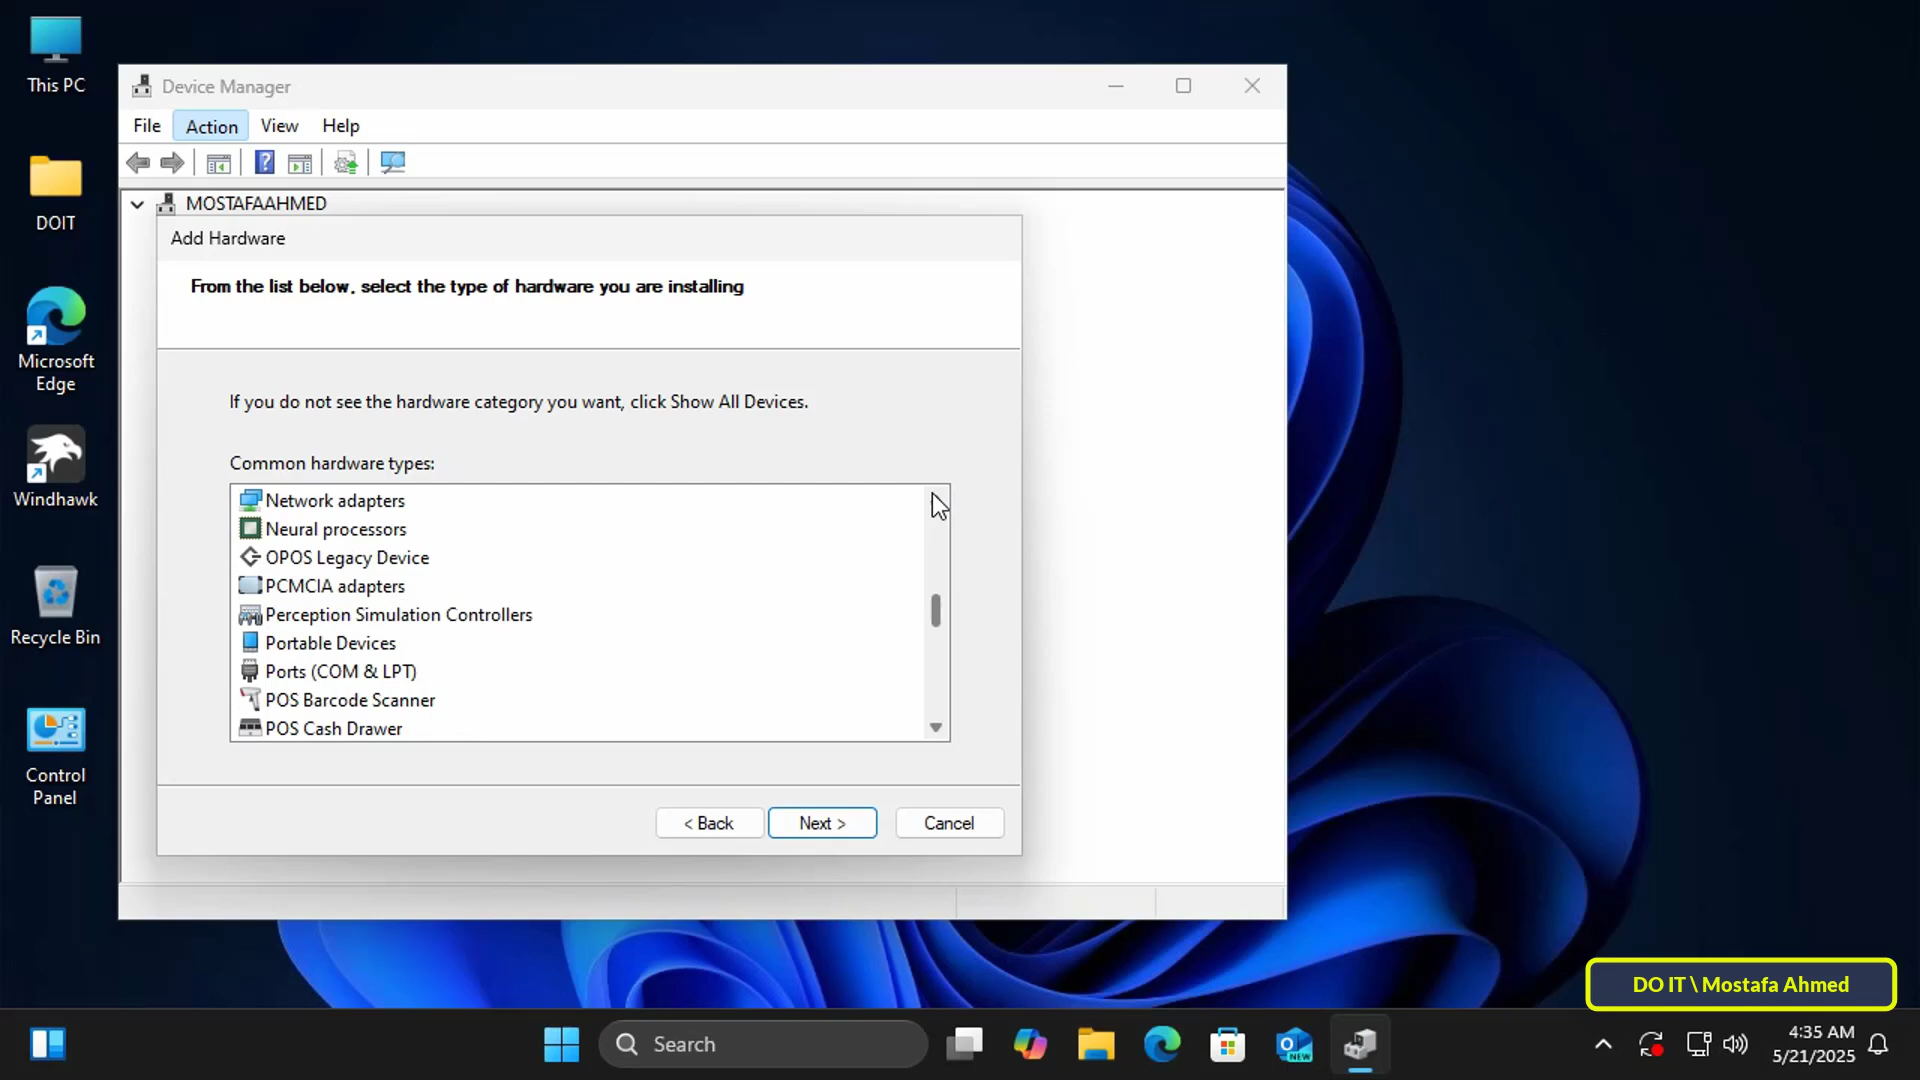 This PC
DOIT
Microsoft
Edge
Windhawk
Recycle Bin
Control
Panel
Device Manager
File Action View Help
MOSTAFAAHMED
Add Hardware
From the list below, select the type of hardware you are installing
If you do not see the hardware category you want, click Show All Devices.
Common hardware types:
Network adapters
Neural processors
OPOS Legacy Device
PCMCIA adapters
Perception Simulation Controllers
Portable Devices
Ports (COM & LPT)
POS Barcode Scanner
POS Cash Drawer
< Back Next > Cancel
DO IT \ Mostafa Ahmed
Search
NEW
4:35 AM
5/21/2025